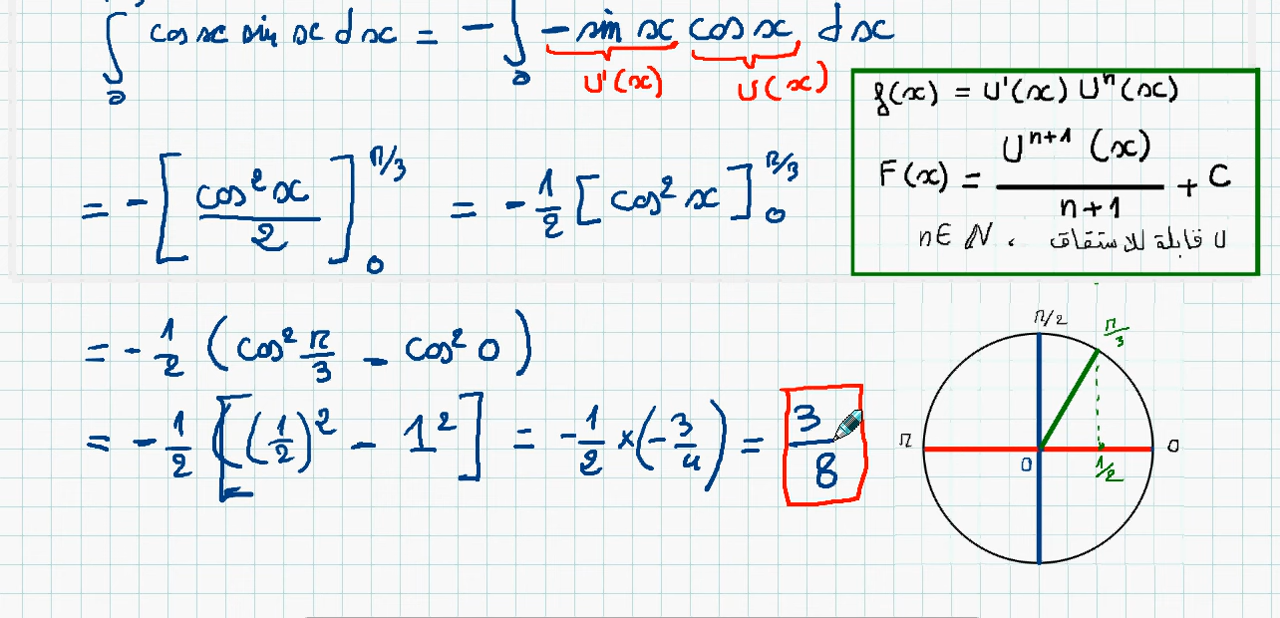 ∫₀ cos x sin x dx = - ∫₀ -sin x cos x dx
U'(x) U(x)
= - [cos²x / 2]₀^π/3 = - 1/2 [cos² x]₀^π/3
f(x) = U'(x) Uⁿ(x)
F(x) = Uⁿ⁺¹ (x) / n+1 + C
n ∈ ℕ ، U قابلة للاستقاق
= - 1/2 (cos² π/3 - cos² 0)
= - 1/2 [(1/2)² - 1²] = - 1/2 × (- 3/4) = 3/8
π/2
π/3
π
0
0
1/2